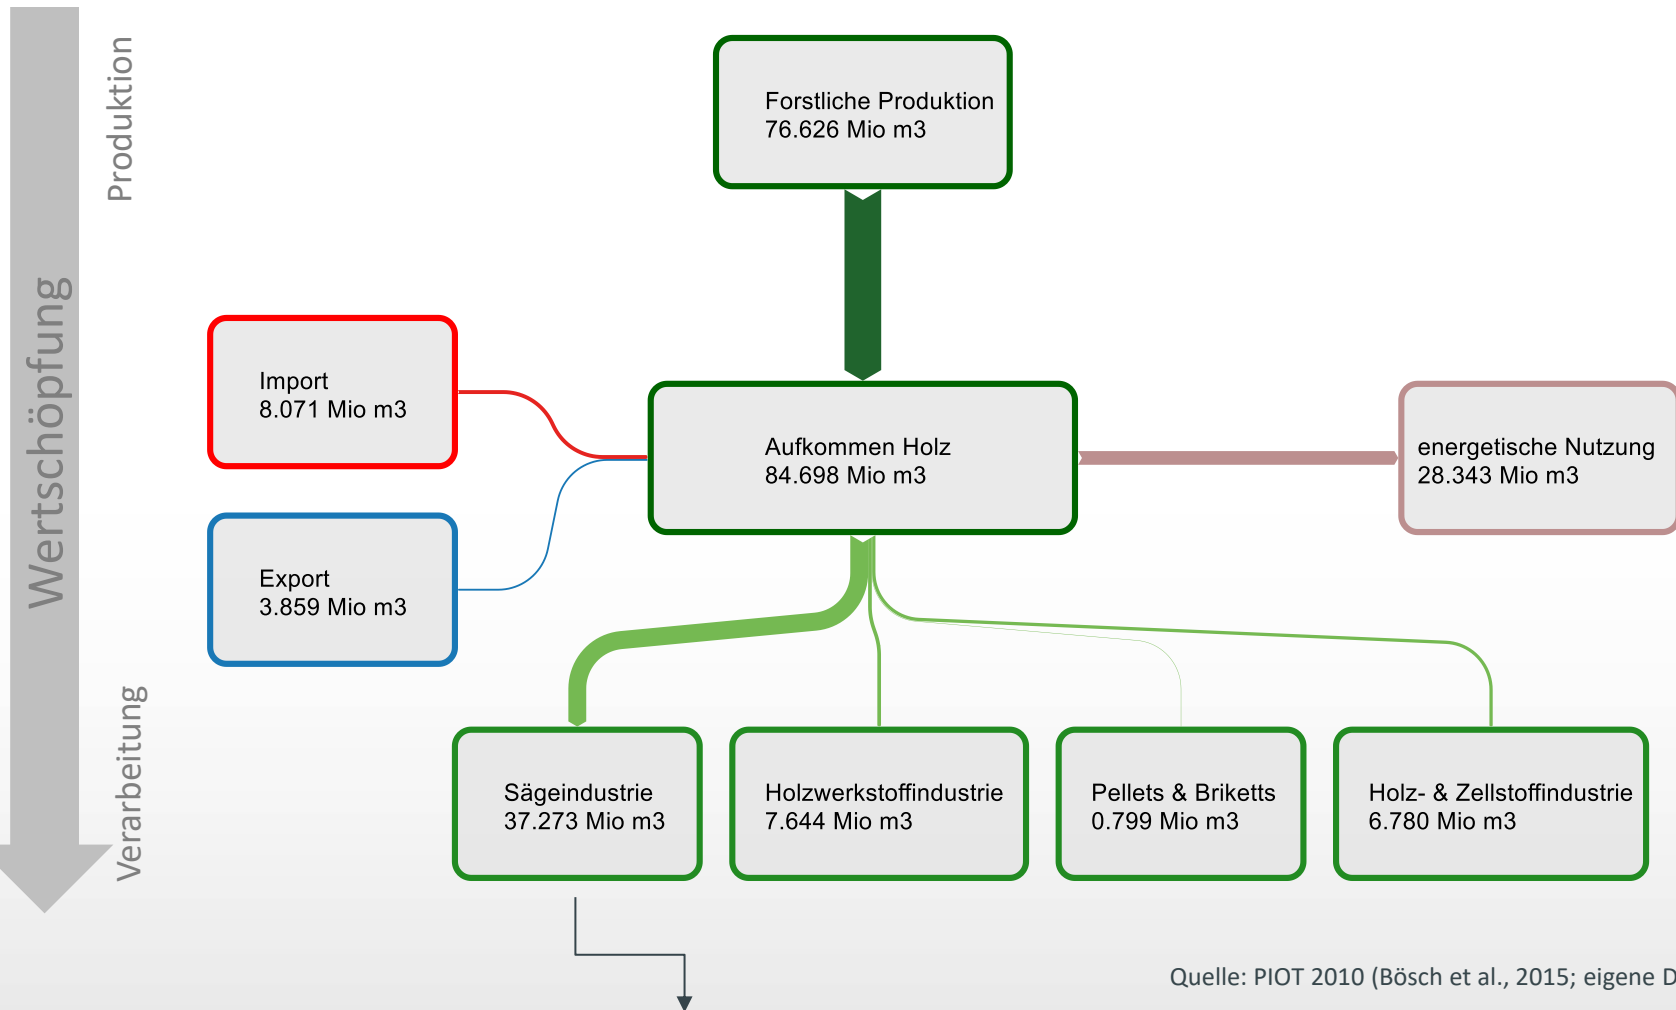 Produktion
Wertschöpfung
Verarbeitung
Forstliche Produktion
76.626 Mio m3
Import
8.071 Mio m3
Aufkommen Holz
84.698 Mio m3
energetische Nutzung
28.343 Mio m3
Export
3.859 Mio m3
Sägeindustrie
37.273 Mio m3
Holzwerkstoffindustrie
7.644 Mio m3
Pellets & Briketts
0.799 Mio m3
Holz- & Zellstoffindustrie
6.780 Mio m3
Quelle: PIOT 2010 (Bösch et al., 2015; eigene D